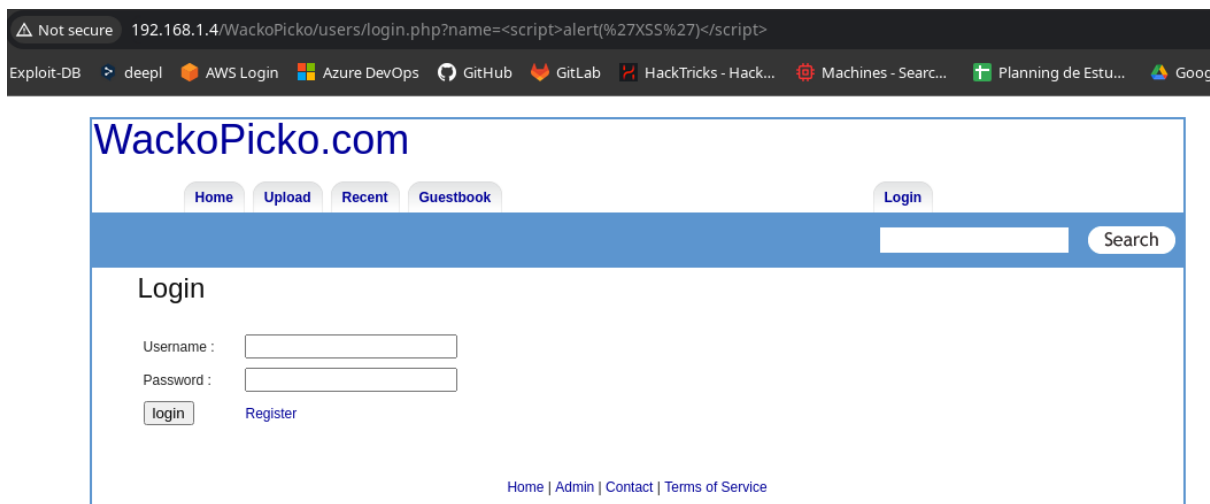 Not secure 192.168.1.4/WackoPicko/users/login.php?name=<script>alert(%27XSS%27)</script>
Exploit-DB deepl AWS Login Azure DevOps GitHub GitLab HackTricks - Hack... Machines - Searc... Planning de Estu... Goog
WackoPicko.com
Home Upload Recent Guestbook Login
Search
Login
Username :
Password :
login Register
Home | Admin | Contact | Terms of Service